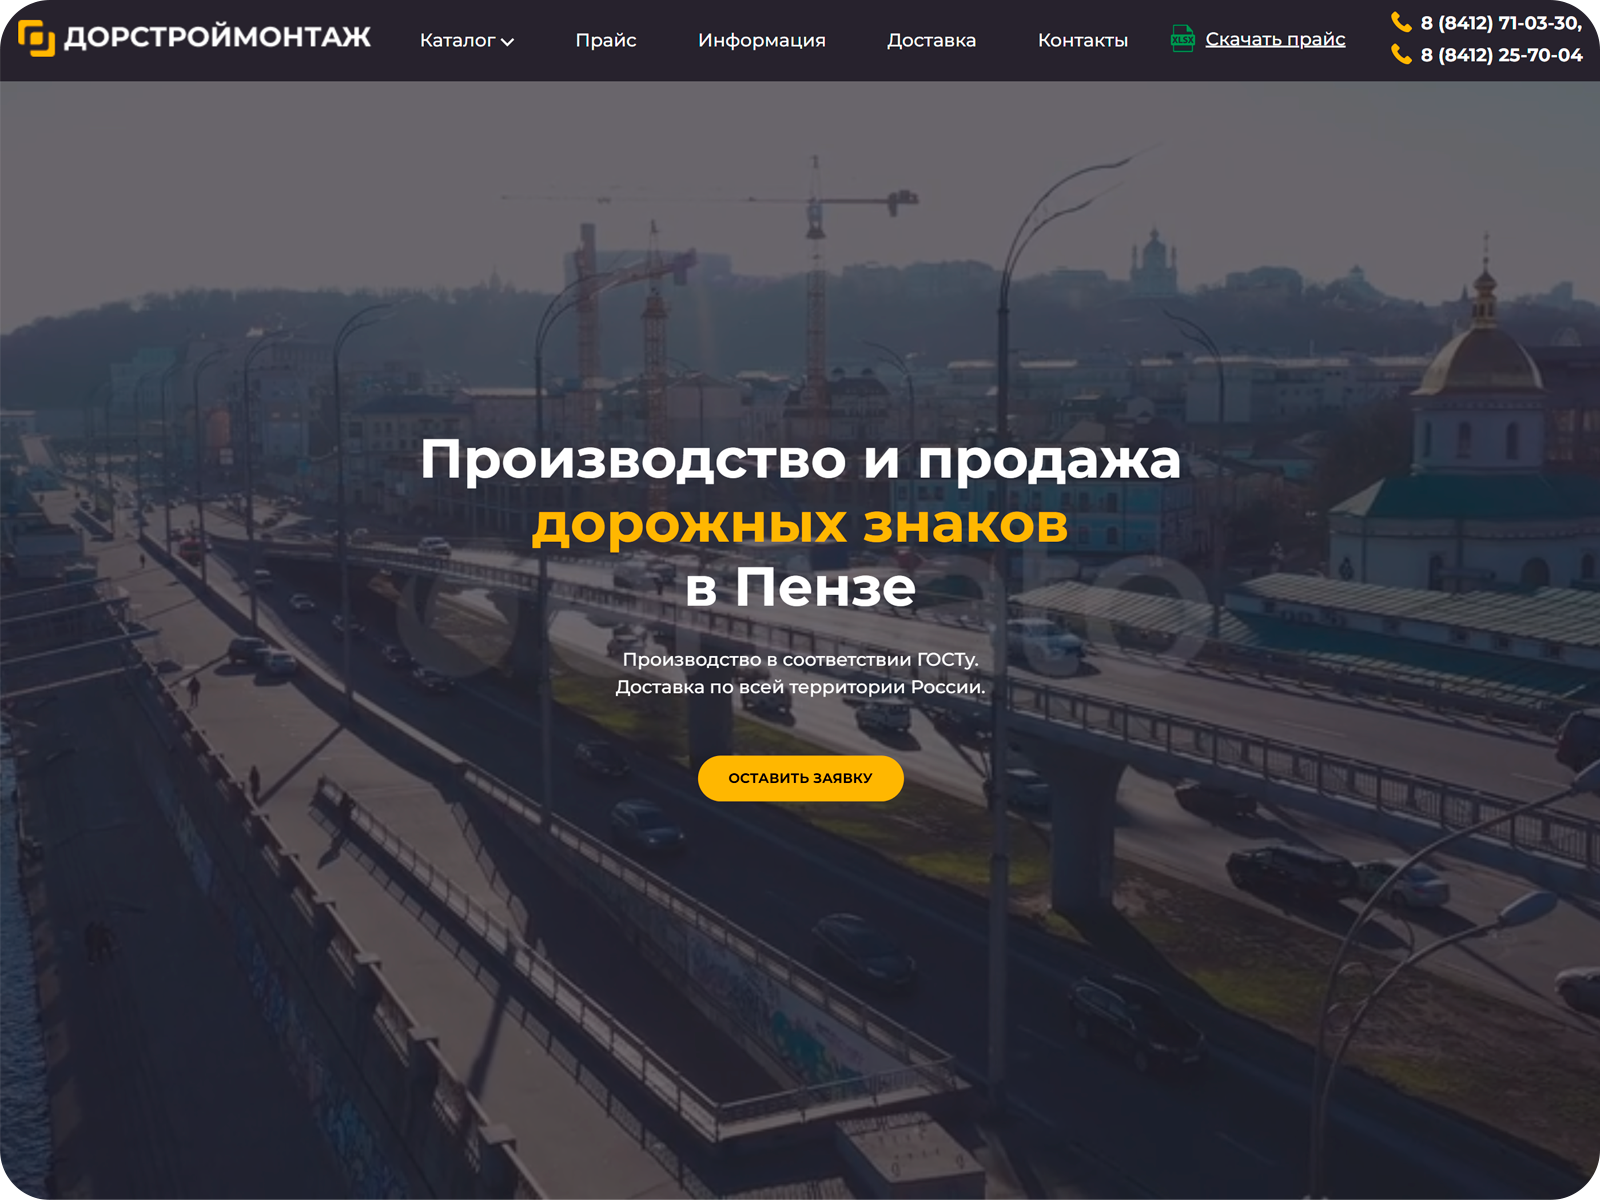 ДОРСТРОЙМОНТАЖ
Каталог
Прайс
Информация
Доставка
Контакты
XLSX
Скачать прайс
8 (8412) 71-03-30,
8 (8412) 25-70-04
Производство и продажа
дорожных знаков
в Пензе
Производство в соответствии ГОСТу.
Доставка по всей территории России.
ОСТАВИТЬ ЗАЯВКУ